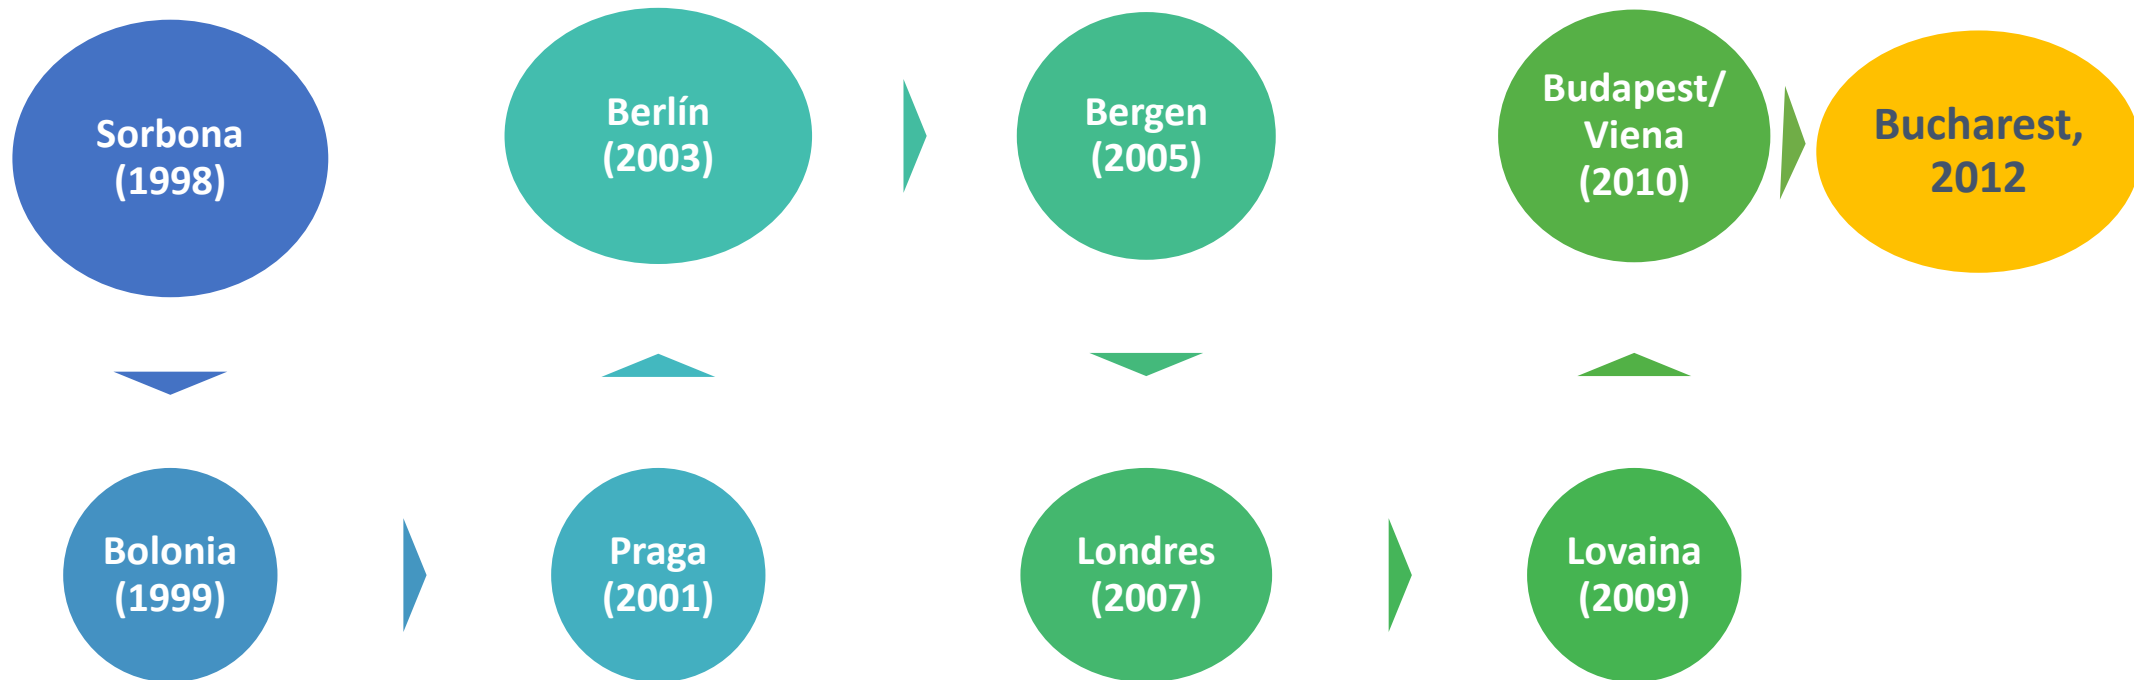 Sorbona
(1998)
Bolonia
(1999)
Praga
(2001)
Berlín
(2003)
Bergen
(2005)
Londres
(2007)
Lovaina
(2009)
Budapest/
Viena
(2010)
Bucharest,
2012